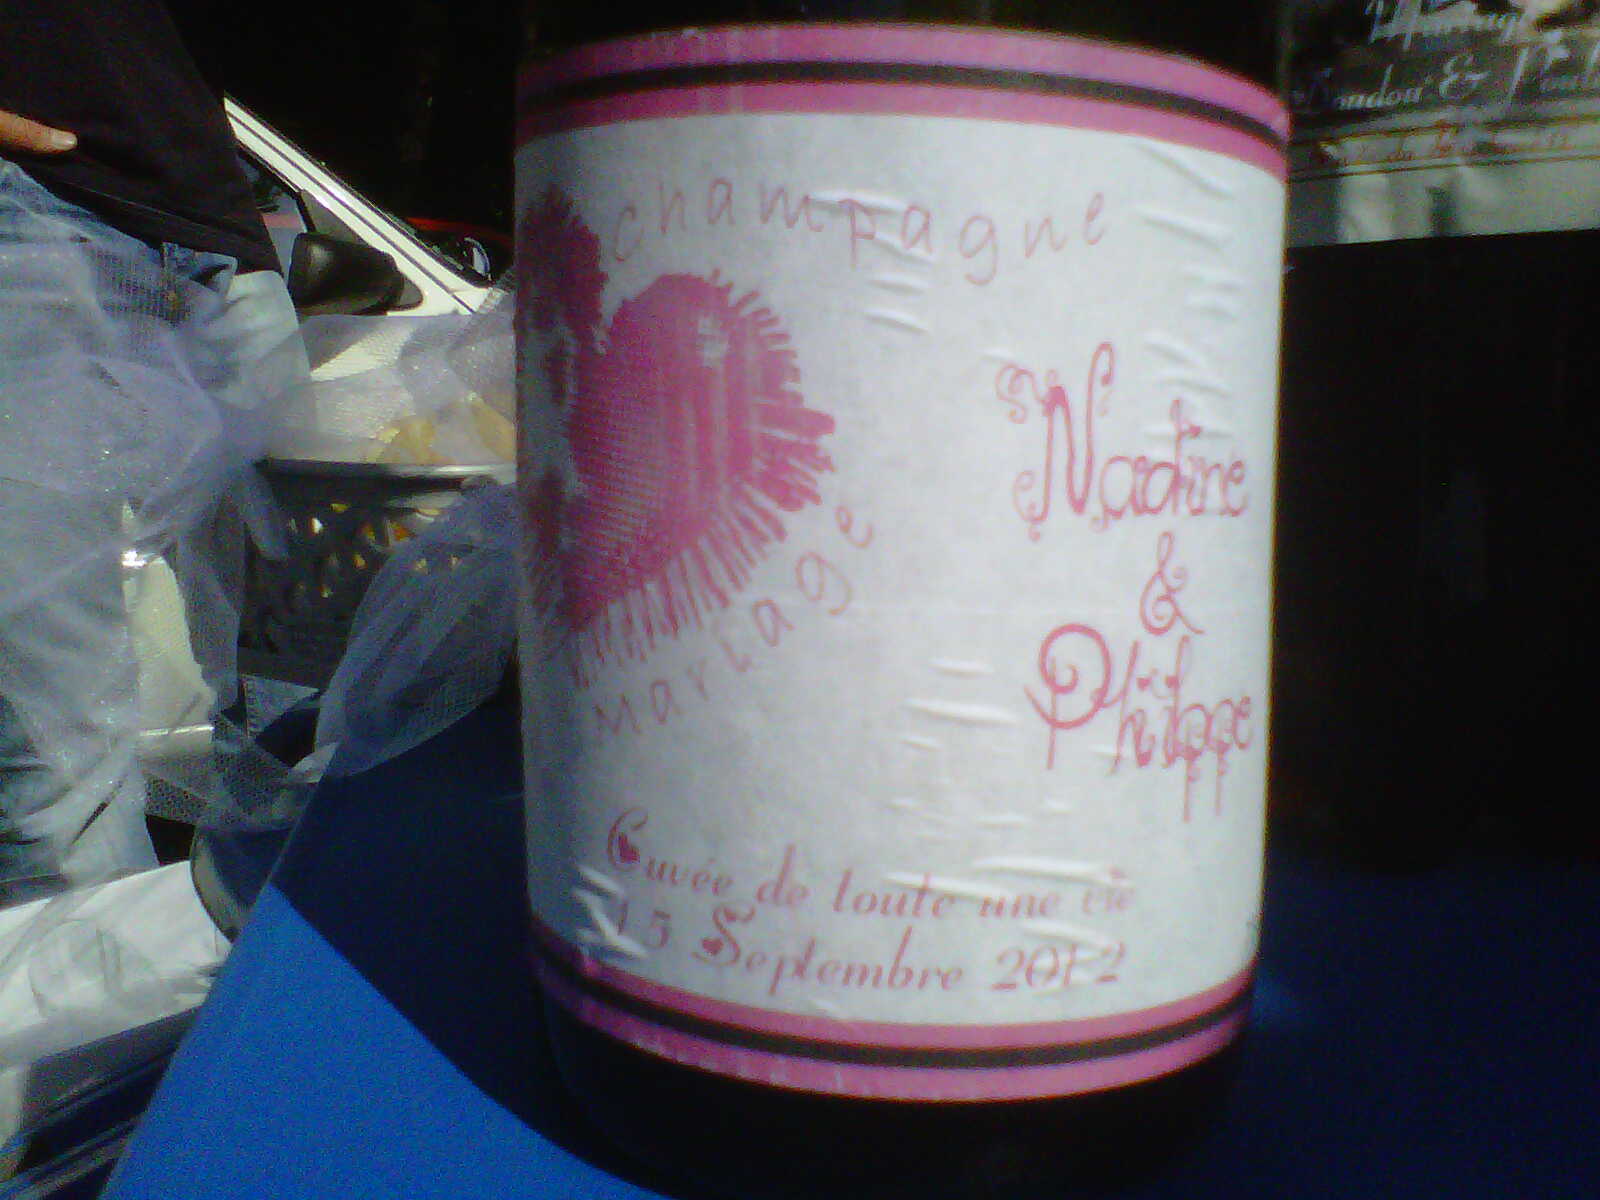 champagne
Mariage
Nadine
&
Philippe
Cuvée de toute une vie
15 Septembre 2012
&